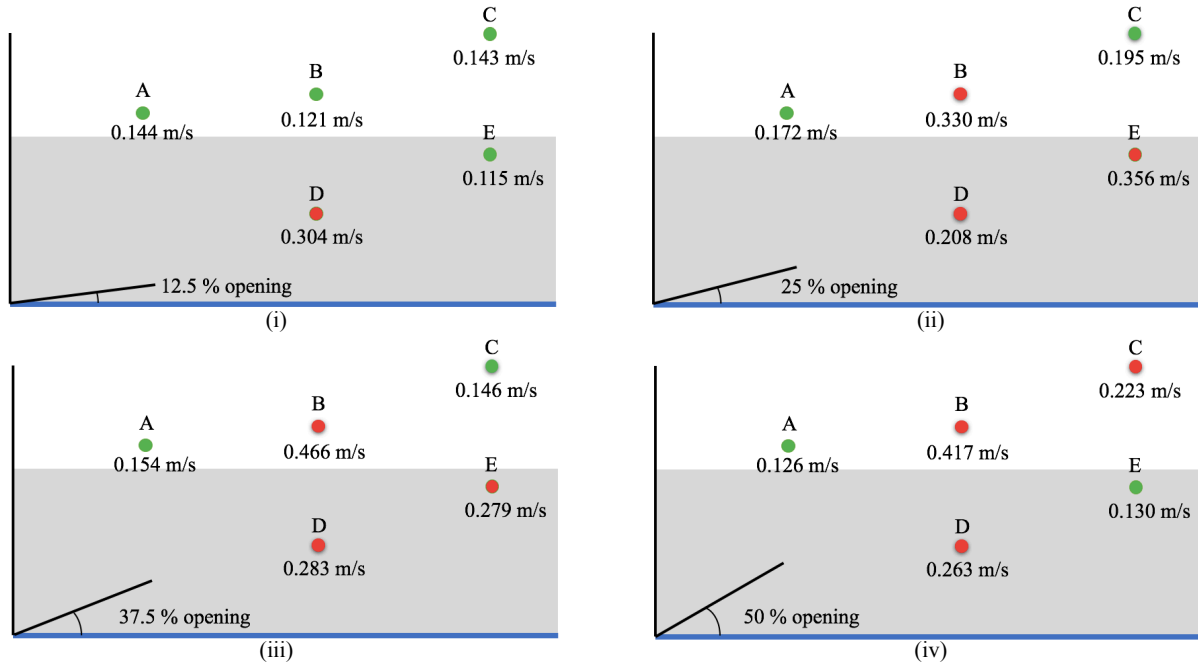 C
0.143 m/s
B
A
0.121 m/s
0.144 m/s
E
0.115 m/s
D
0.304 m/s
12.5 % opening
(i)
C
0.195 m/s
B
A
0.330 m/s
0.172 m/s
E
0.356 m/s
D
0.208 m/s
25 % opening
(ii)
C
0.146 m/s
B
A
0.466 m/s
0.154 m/s
E
0.279 m/s
D
0.283 m/s
37.5 % opening
(iii)
C
0.223 m/s
B
A
0.417 m/s
0.126 m/s
E
0.130 m/s
D
0.263 m/s
50 % opening
(iv)